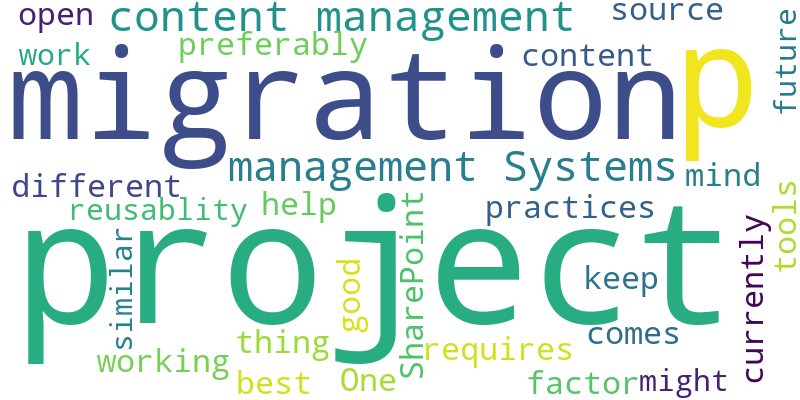 open
content management
source
work
preferably
content
future
migration
p
management Systems
mind
different
reusablity
help
practices
tools
project
similar
good
SharePoint
keep
currently
comes
thing
requires
working
best
One
factor
might